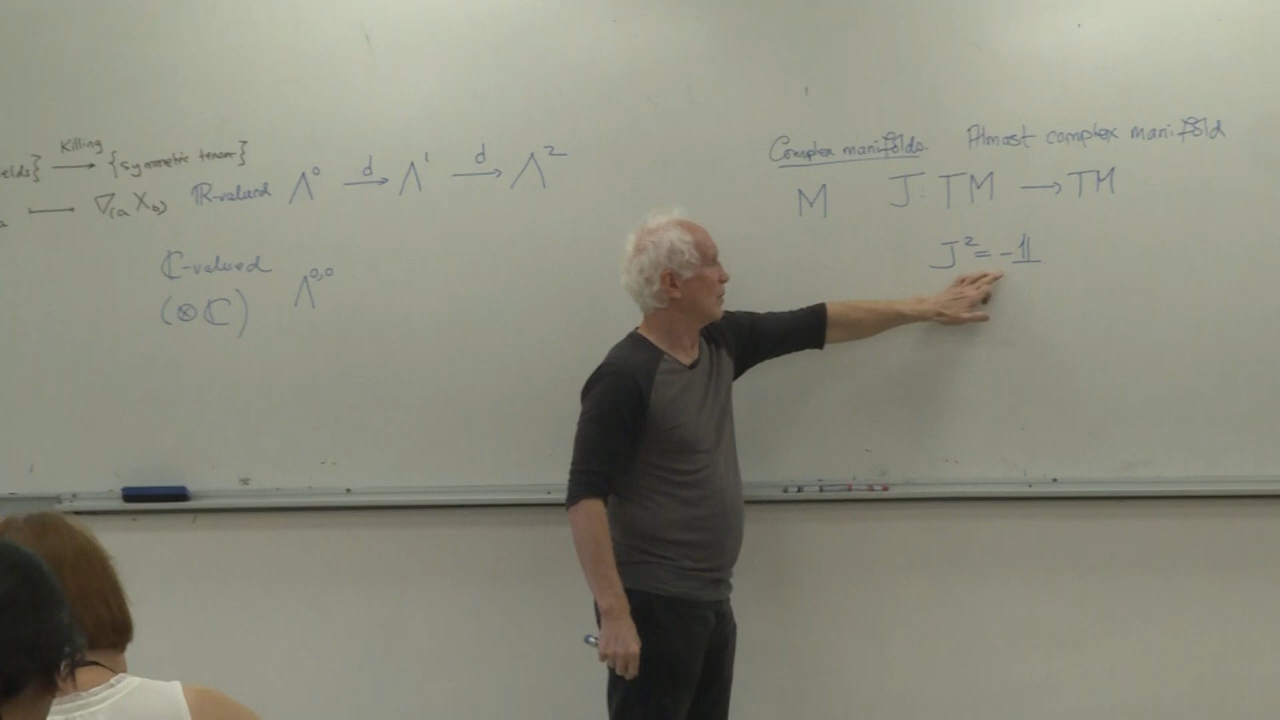 elds} Killing ⟶ {symmetric tensor}
a ⟼ ∇(a Xb)
ℝ-valued Λ⁰ d→ Λ¹ d→ Λ²
ℂ-valued Λ⁰,⁰
(⊗ℂ)
Complex manifolds. Almost complex manifold
M J: TM → TM
J² = -𝟙